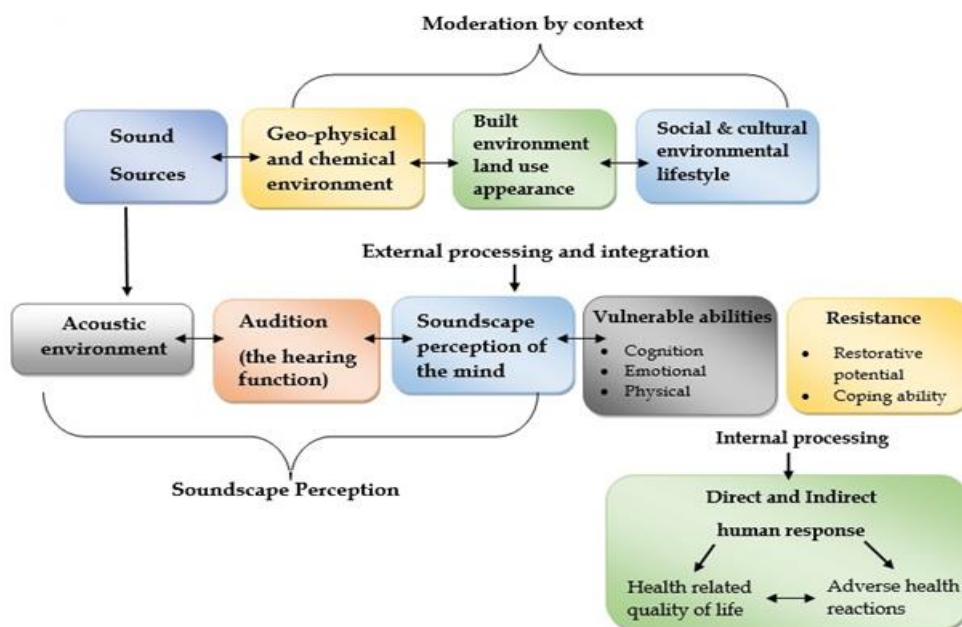 Moderation by context
Sound
Sources
Geo-physical
and chemical
environment
Built
environment
land use
appearance
Social & cultural
environmental
lifestyle
External processing and integration
Acoustic
environment
Audition
(the hearing
function)
Soundscape
perception of
the mind
Vulnerable abilities
• Cognition
• Emotional
• Physical
Resistance
• Restorative
potential
• Coping ability
Soundscape Perception
Internal processing
Direct and Indirect
human response
Health related
quality of life
Adverse health
reactions